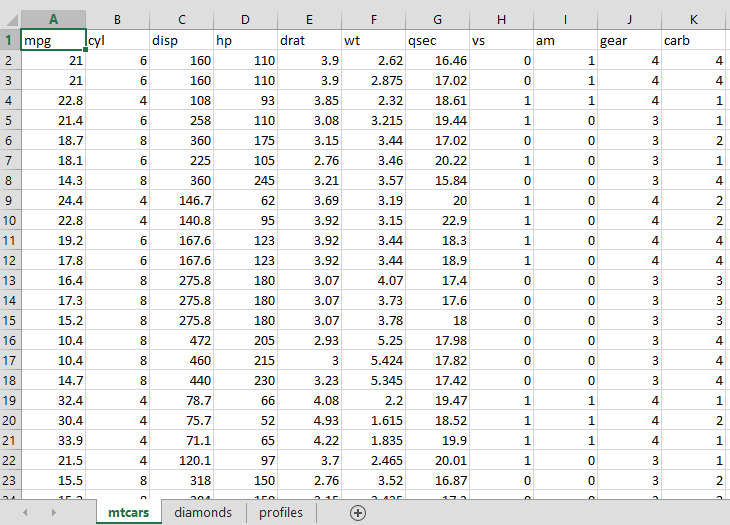 A B C D E F G H I J K
1 mpg cyl disp hp drat wt qsec vs am gear carb
2 21 6 160 110 3.9 2.62 16.46 0 1 4 4
3 21 6 160 110 3.9 2.875 17.02 0 1 4 4
4 22.8 4 108 93 3.85 2.32 18.61 1 1 4 1
5 21.4 6 258 110 3.08 3.215 19.44 1 0 3 1
6 18.7 8 360 175 3.15 3.44 17.02 0 0 3 2
7 18.1 6 225 105 2.76 3.46 20.22 1 0 3 1
8 14.3 8 360 245 3.21 3.57 15.84 0 0 3 4
9 24.4 4 146.7 62 3.69 3.19 20 1 0 4 2
10 22.8 4 140.8 95 3.92 3.15 22.9 1 0 4 2
11 19.2 6 167.6 123 3.92 3.44 18.3 1 0 4 4
12 17.8 6 167.6 123 3.92 3.44 18.9 1 0 4 4
13 16.4 8 275.8 180 3.07 4.07 17.4 0 0 3 3
14 17.3 8 275.8 180 3.07 3.73 17.6 0 0 3 3
15 15.2 8 275.8 180 3.07 3.78 18 0 0 3 3
16 10.4 8 472 205 2.93 5.25 17.98 0 0 3 4
17 10.4 8 460 215 3 5.424 17.82 0 0 3 4
18 14.7 8 440 230 3.23 5.345 17.42 0 0 3 4
19 32.4 4 78.7 66 4.08 2.2 19.47 1 1 4 1
20 30.4 4 75.7 52 4.93 1.615 18.52 1 1 4 2
21 33.9 4 71.1 65 4.22 1.835 19.9 1 1 4 1
22 21.5 4 120.1 97 3.7 2.465 20.01 1 0 3 1
23 15.5 8 318 150 2.76 3.52 16.87 0 0 3 2
mtcars diamonds profiles